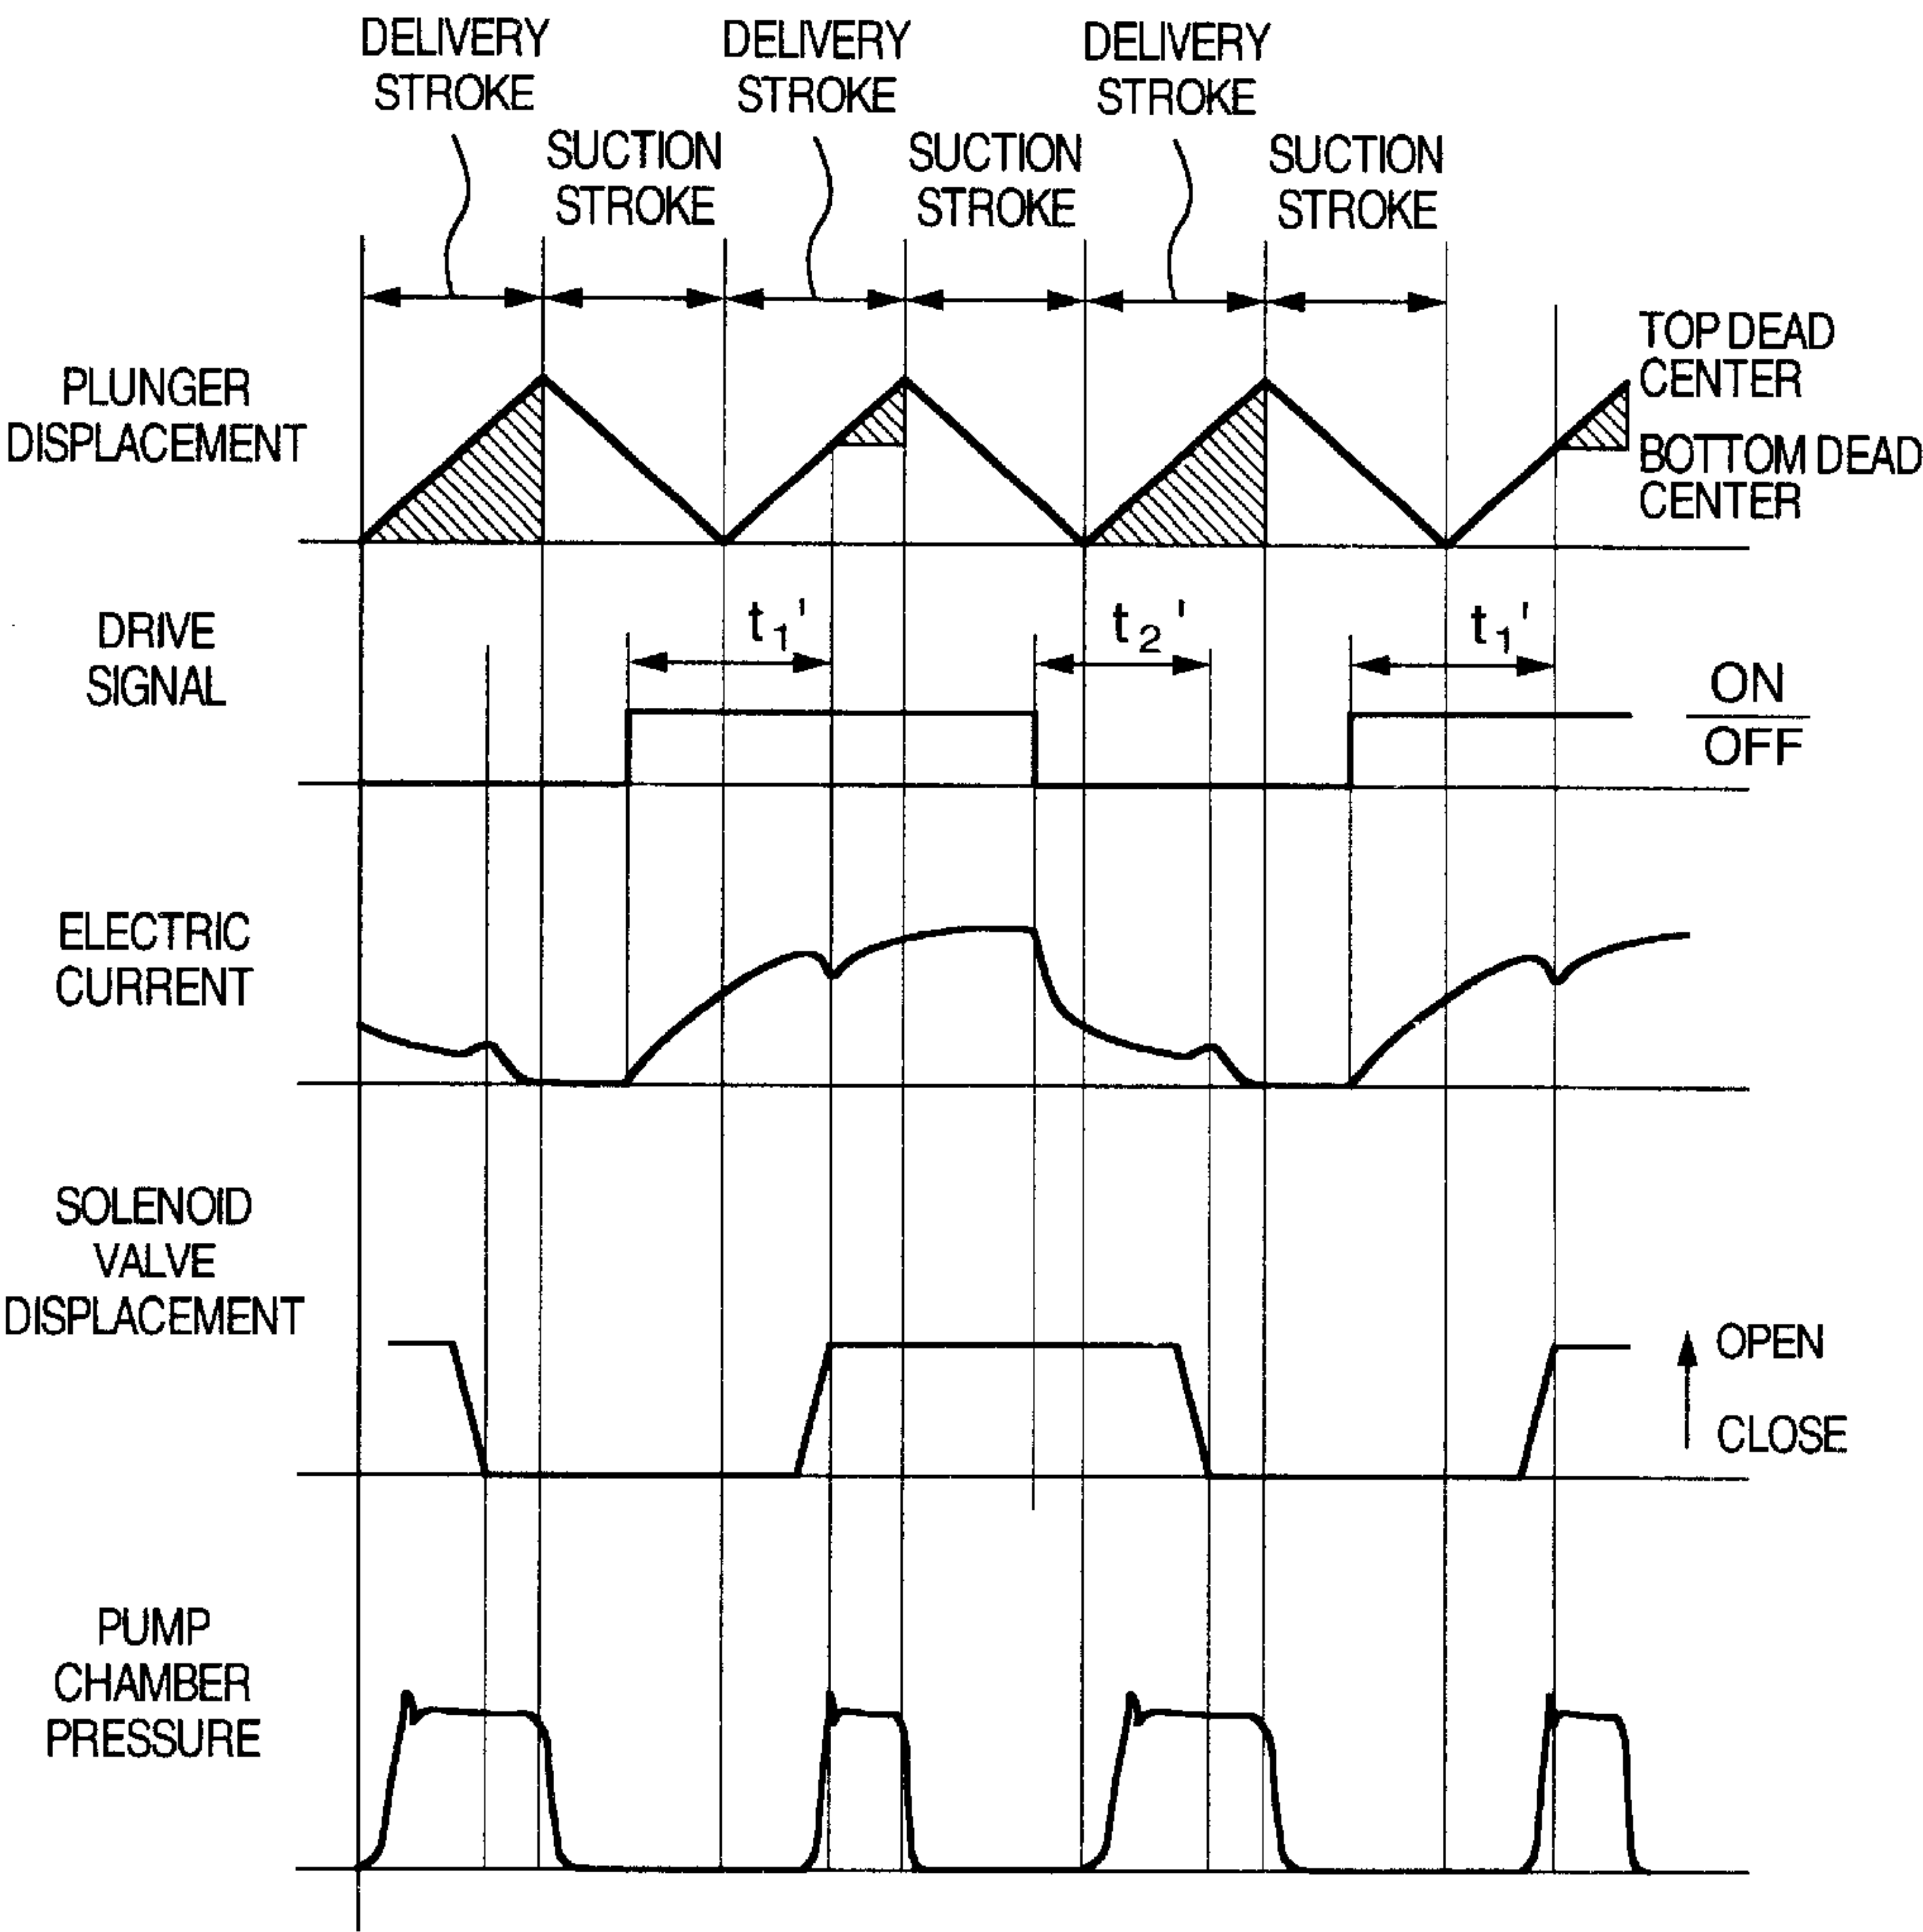 DELIVERY
STROKE
DELIVERY
STROKE
DELIVERY
STROKE
SUCTION
STROKE
SUCTION
STROKE
SUCTION
STROKE
PLUNGER
DISPLACEMENT
TOP DEAD
CENTER
BOTTOM DEAD
CENTER
DRIVE
SIGNAL
t₁'
t₂'
t₁'
ON
OFF
ELECTRIC
CURRENT
SOLENOID
VALVE
DISPLACEMENT
OPEN
CLOSE
PUMP
CHAMBER
PRESSURE